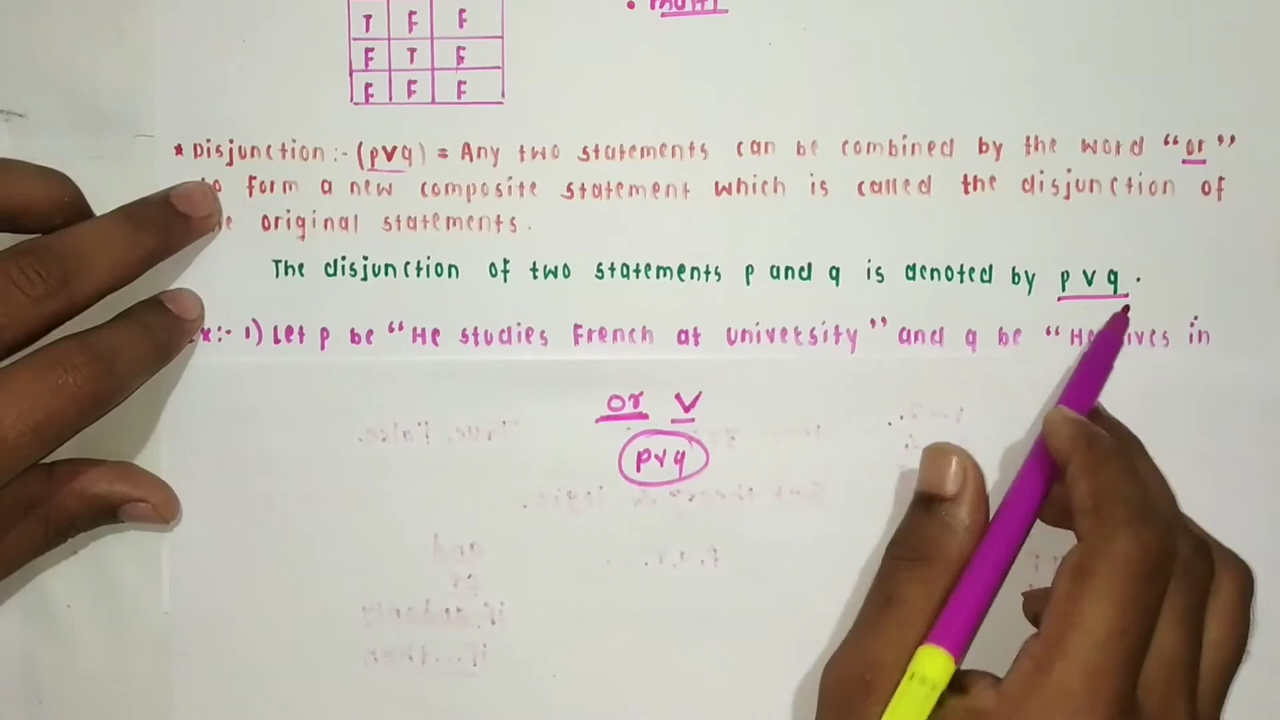 T F F
F T F
F F F
* Disjunction :- (p∨q) = Any two statements can be combined by the word “or”
to form a new composite statement which is called the disjunction of
original statements.
The disjunction of two statements p and q is denoted by p ∨ q.
:- 1) Let p be “He studies French at university” and q be “He in
or ∨
p∨q